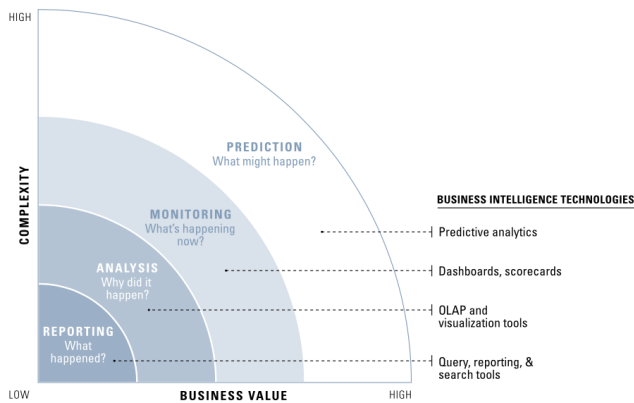 HIGH
PREDICTION
What might happen?
COMPLEXITY
BUSINESS INTELLIGENCE TECHNOLOGIES
MONITORING
What's happening
now?
Predictive analytics
ANALYSIS
Why did it
happen?
Dashboards, scorecards
OLAP and
visualization tools
REPORTING
What
happened?
Query, reporting, &
search tools
LOW
BUSINESS VALUE
HIGH